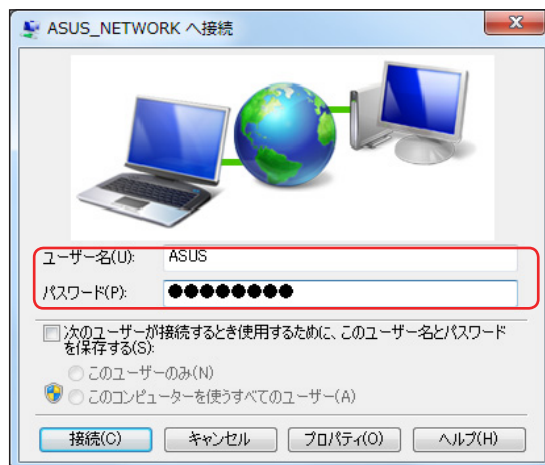 ASUS_NETWORK へ接続
ユーザー名(U): ASUS
パスワード(P): ●●●●●●●●
次のユーザーが接続するとき使用するために、このユーザー名とパスワード
を保存する(S):
このユーザーのみ(N)
このコンピューターを使うすべてのユーザー(A)
接続(C) キャンセル プロパティ(O) ヘルプ(H)